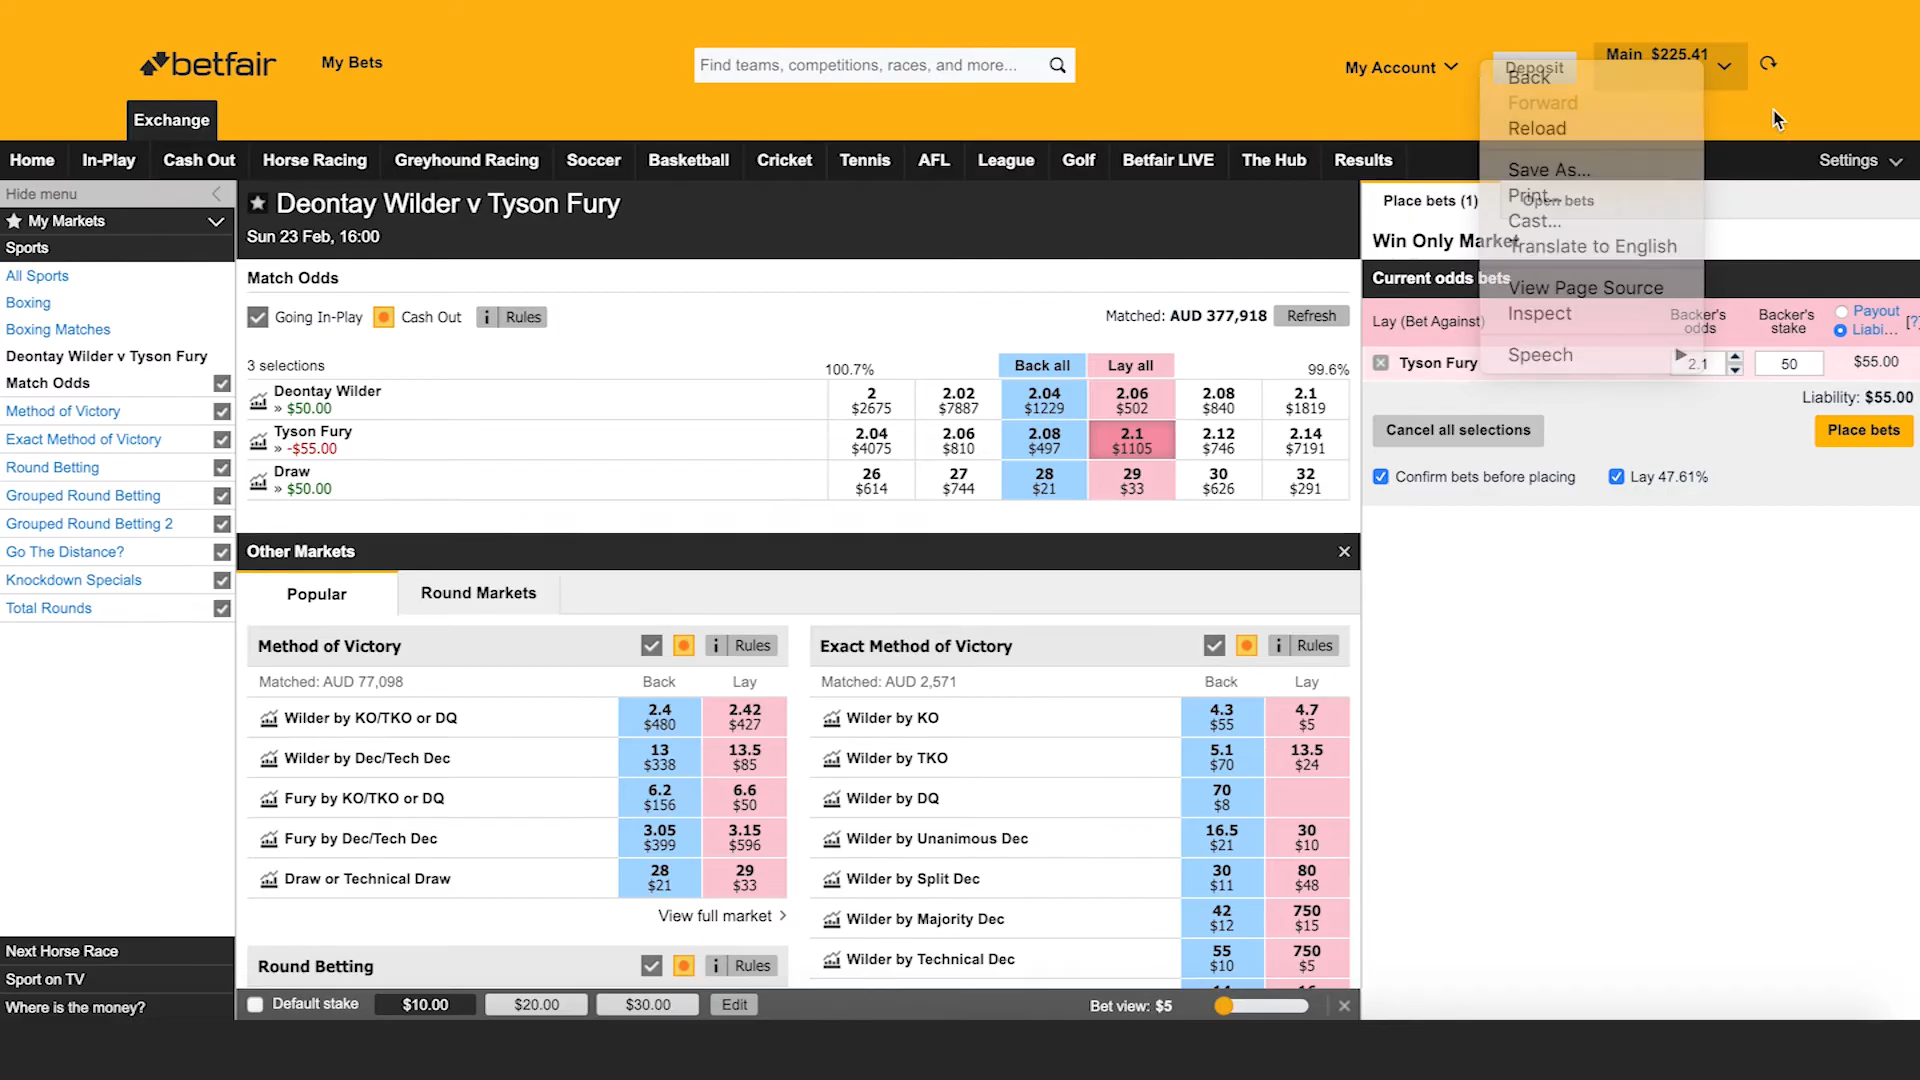 betfair
My Bets
Find teams, competitions, races, and more...
My Account
Deposit
Main $225.41
Exchange
Home
In-Play
Cash Out
Horse Racing
Greyhound Racing
Soccer
Basketball
Cricket
Tennis
AFL
League
Golf
Betfair LIVE
The Hub
Results
Settings
Back
Forward
Reload
Save As...
Print...
Cast...
Translate to English
View Page Source
Inspect
Speech
Hide menu
My Markets
Sports
All Sports
Boxing
Boxing Matches
Deontay Wilder v Tyson Fury
Match Odds
Method of Victory
Exact Method of Victory
Round Betting
Grouped Round Betting
Grouped Round Betting 2
Go The Distance?
Knockdown Specials
Total Rounds
Next Horse Race
Sport on TV
Where is the money?
Deontay Wilder v Tyson Fury
Sun 23 Feb, 16:00
Match Odds
Going In-Play Cash Out i Rules
Matched: AUD 377,918 Refresh
3 selections 100.7% Back all Lay all 99.6%
Deontay Wilder 2 2.02 2.04 2.06 2.08 2.1
» $50.00 $2675 $7887 $1229 $502 $840 $1819
Tyson Fury 2.04 2.06 2.08 2.1 2.12 2.14
» -$55.00 $4075 $810 $497 $1105 $746 $7191
Draw 26 27 28 29 30 32
» $50.00 $614 $744 $21 $33 $626 $291
Other Markets
Popular Round Markets
Method of Victory i Rules
Matched: AUD 77,098 Back Lay
Wilder by KO/TKO or DQ 2.4 $480 2.42 $427
Wilder by Dec/Tech Dec 13 $338 13.5 $85
Fury by KO/TKO or DQ 6.2 $156 6.6 $50
Fury by Dec/Tech Dec 3.05 $399 3.15 $596
Draw or Technical Draw 28 $21 29 $33
View full market
Round Betting i Rules
Exact Method of Victory i Rules
Matched: AUD 2,571 Back Lay
Wilder by KO 4.3 $55 4.7 $5
Wilder by TKO 5.1 $70 13.5 $24
Wilder by DQ 70 $8
Wilder by Unanimous Dec 16.5 $21 30 $10
Wilder by Split Dec 30 $11 80 $48
Wilder by Majority Dec 42 $12 750 $15
Wilder by Technical Dec 55 $10 750 $5
Default stake $10.00 $20.00 $30.00 Edit
Bet view: $5
Place bets (1)
Open bets
Win Only Market
Current odds bets
Lay (Bet Against) Backer's odds Backer's stake Payout Liabi... [?]
Tyson Fury 2.1 50 $55.00
Liability: $55.00
Cancel all selections Place bets
Confirm bets before placing Lay 47.61%